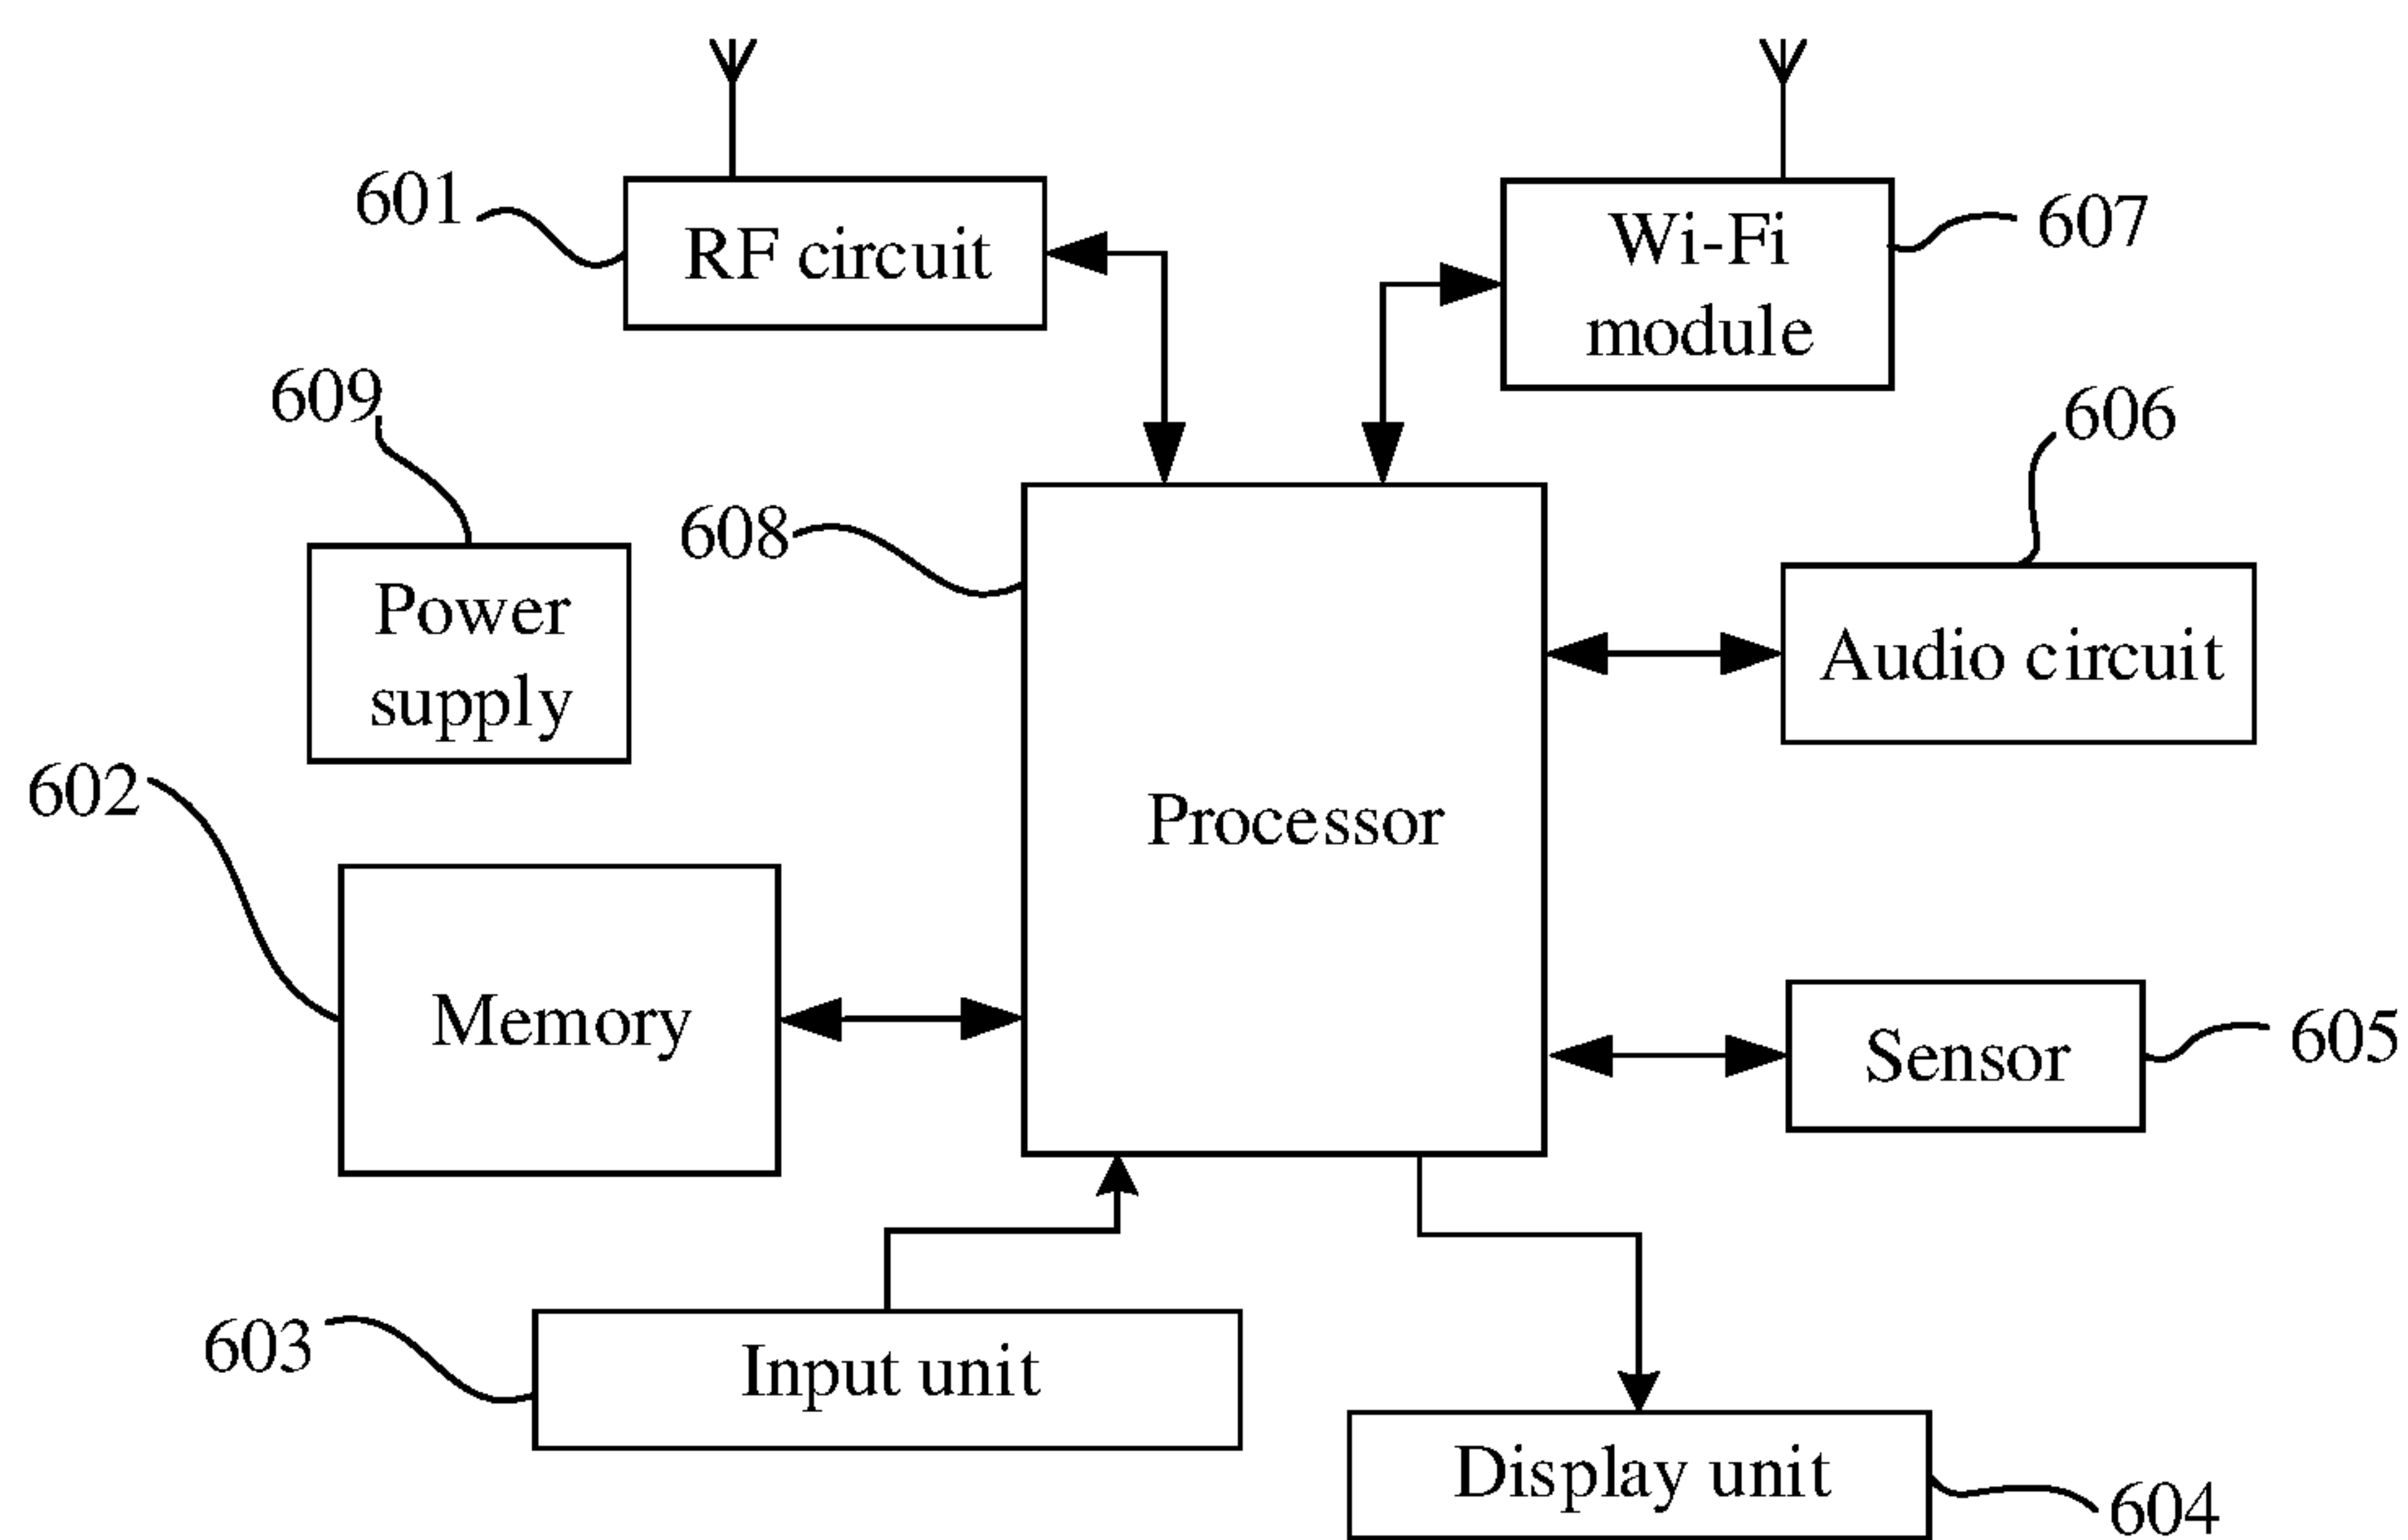 601
RF circuit
Wi-Fi
module
607
609
606
608
Power
supply
Audio circuit
602
Processor
Memory
Sensor
605
603
Input unit
Display unit
604